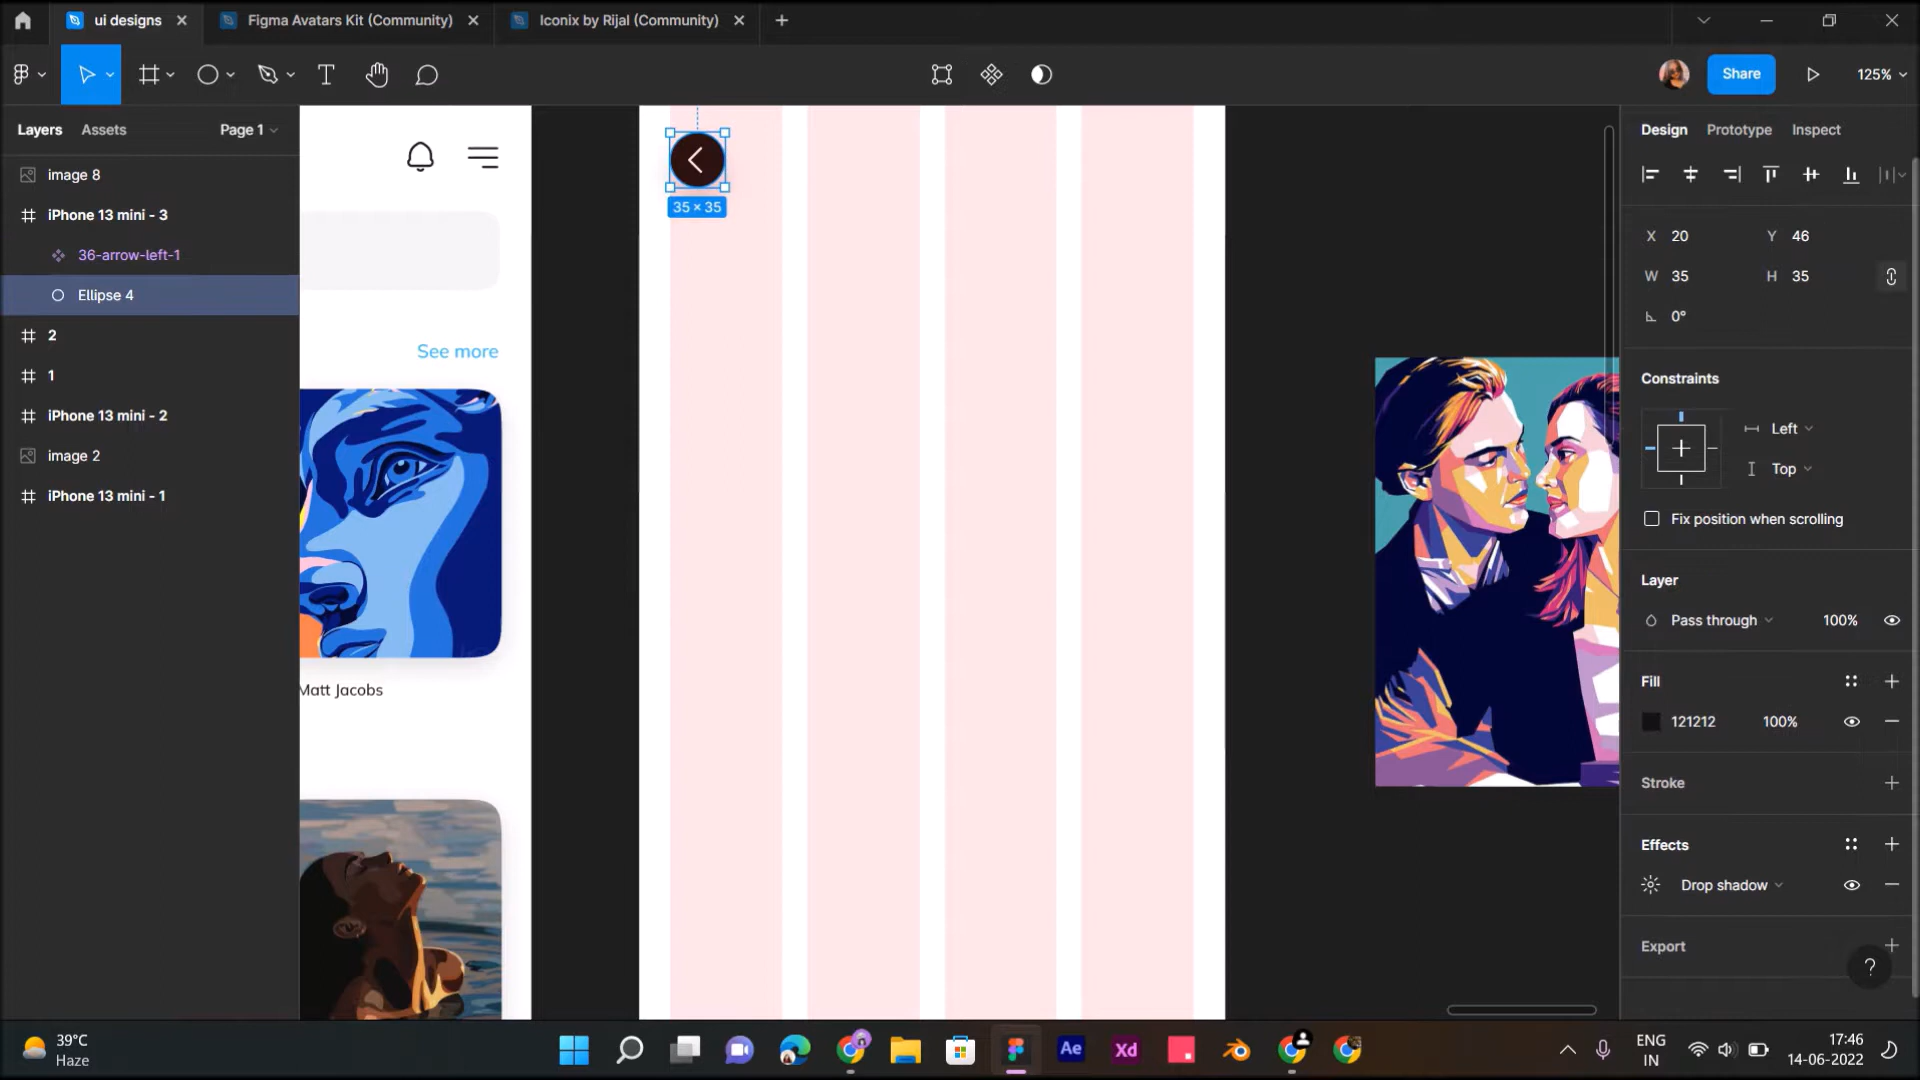 ui designs
Figma Avatars Kit (Community)
Iconix by Rijal (Community)
Share
125%
Layers
Assets
Page 1
Design
Prototype
Inspect
image 8
iPhone 13 mini - 3
36-arrow-left-1
Ellipse 4
2
1
iPhone 13 mini - 2
image 2
iPhone 13 mini - 1
See more
Matt Jacobs
35 × 35
X 20
Y 46
W 35
H 35
0°
Constraints
Left
Top
Fix position when scrolling
Layer
Pass through
100%
Fill
121212
100%
Stroke
Effects
Drop shadow
Export
?
39°C
Haze
Ae
Xd
ENG
IN
17:46
14-06-2022